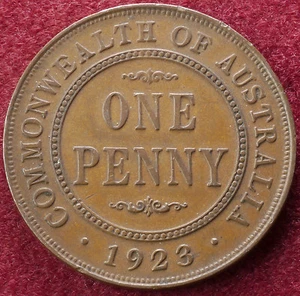 COMMONWEALTH OF AUSTRALIA
ONE
PENNY
· 1923 ·